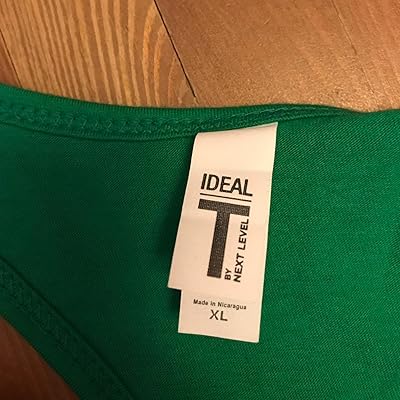 IDEAL
T
BY
NEXT LEVEL
Made in Nicaragua
XL